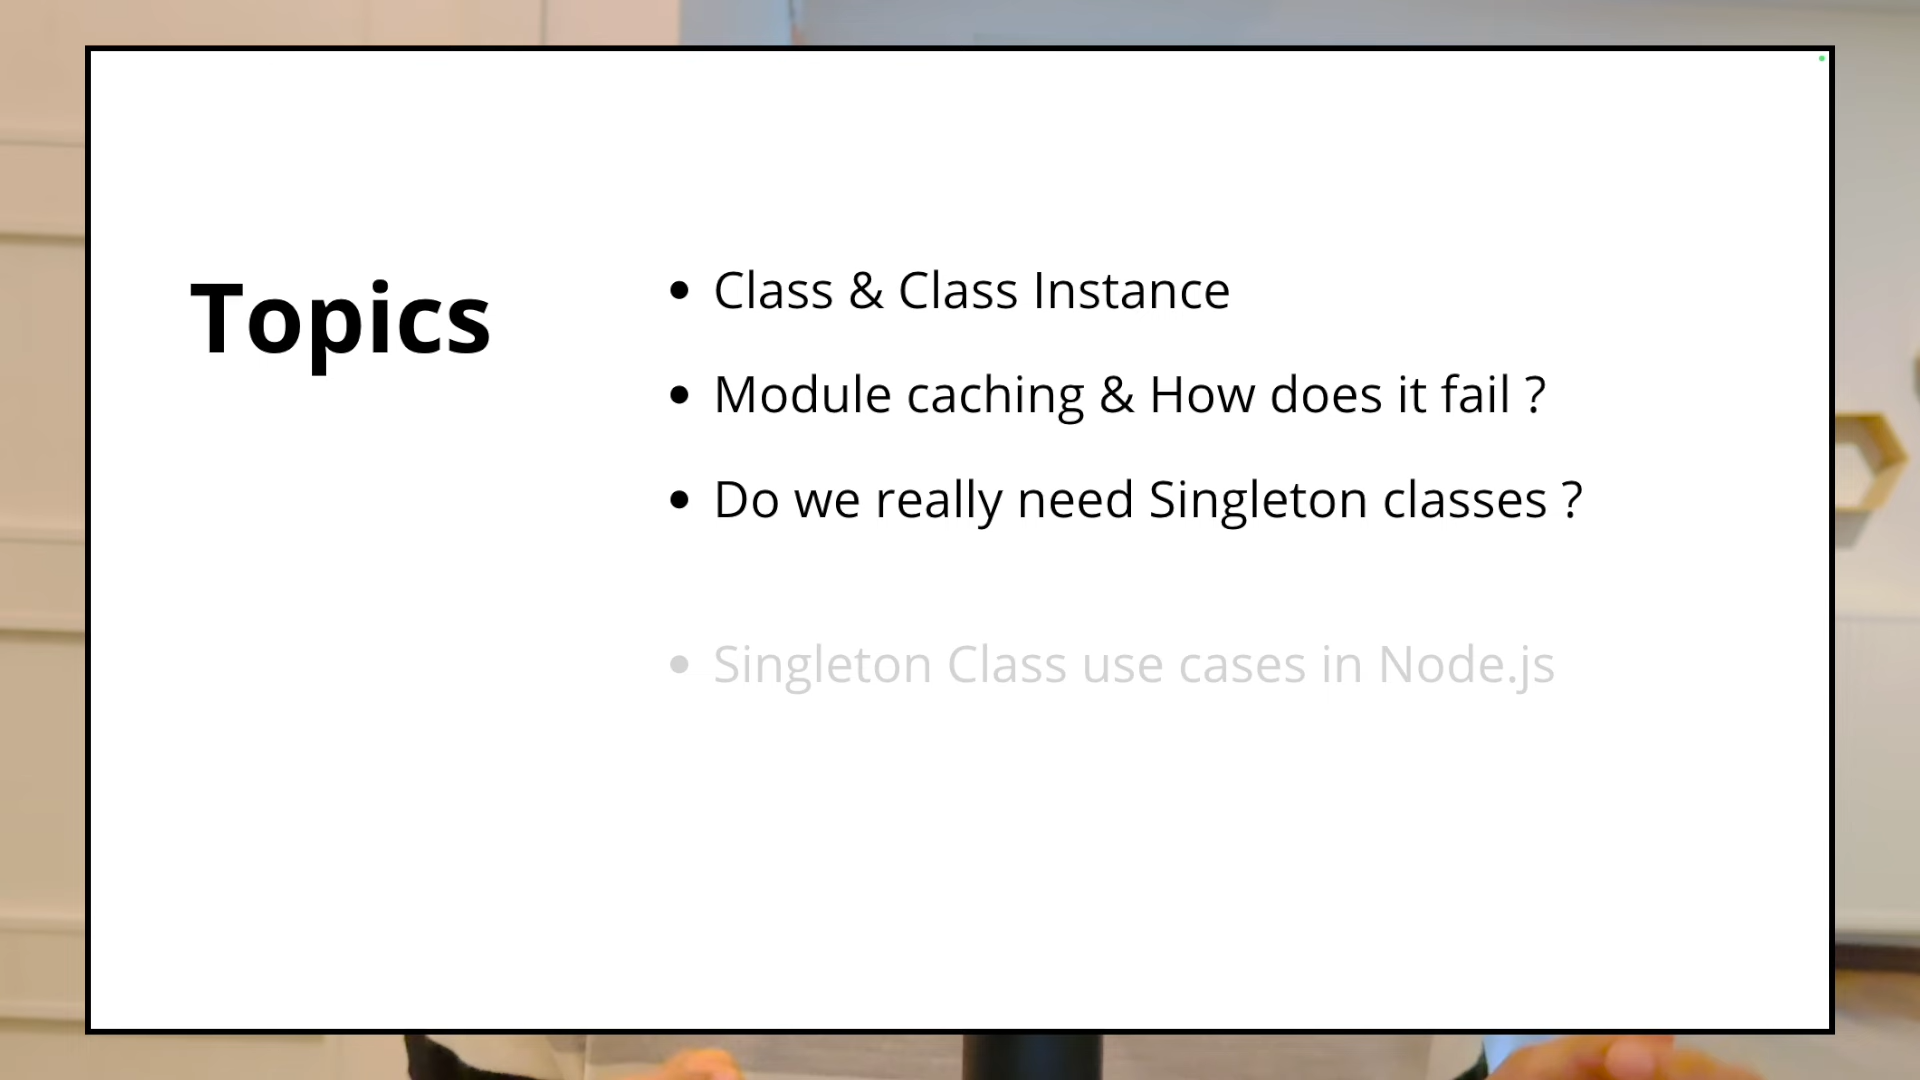 Topics
• Class & Class Instance
• Module caching & How does it fail ?
• Do we really need Singleton classes ?
• Singleton Class use cases in Node.js